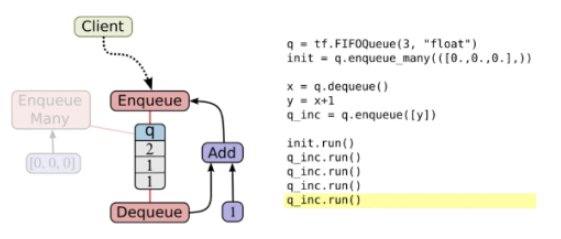 Client
Enqueue
Many
[0, 0, 0]
Enqueue
q
2
1
1
Add
Dequeue
1
q = tf.FIFOQueue(3, "float")
init = q.enqueue_many(([0.,0.,0.],))
x = q.dequeue()
y = x+1
q_inc = q.enqueue([y])
init.run()
q_inc.run()
q_inc.run()
q_inc.run()
q_inc.run()